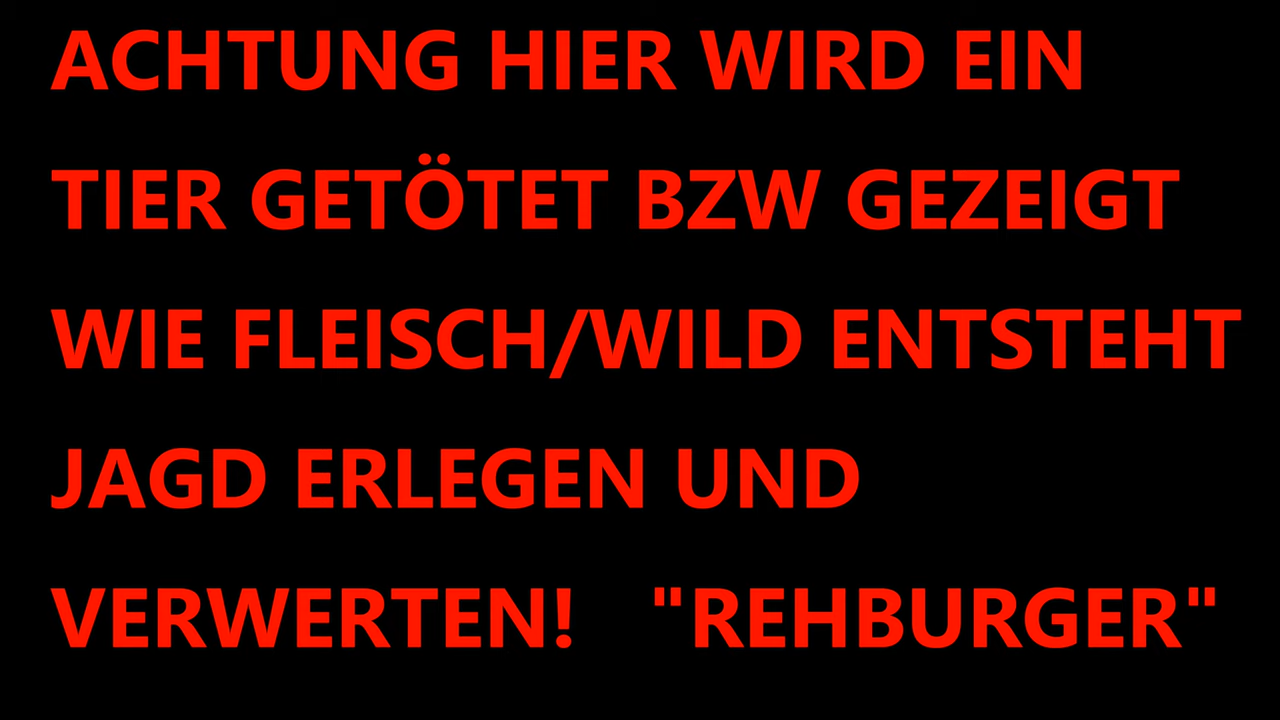 ACHTUNG HIER WIRD EIN
TIER GETÖTET BZW GEZEIGT
WIE FLEISCH/WILD ENTSTEHT
JAGD ERLEGEN UND
VERWERTEN! "REHBURGER"